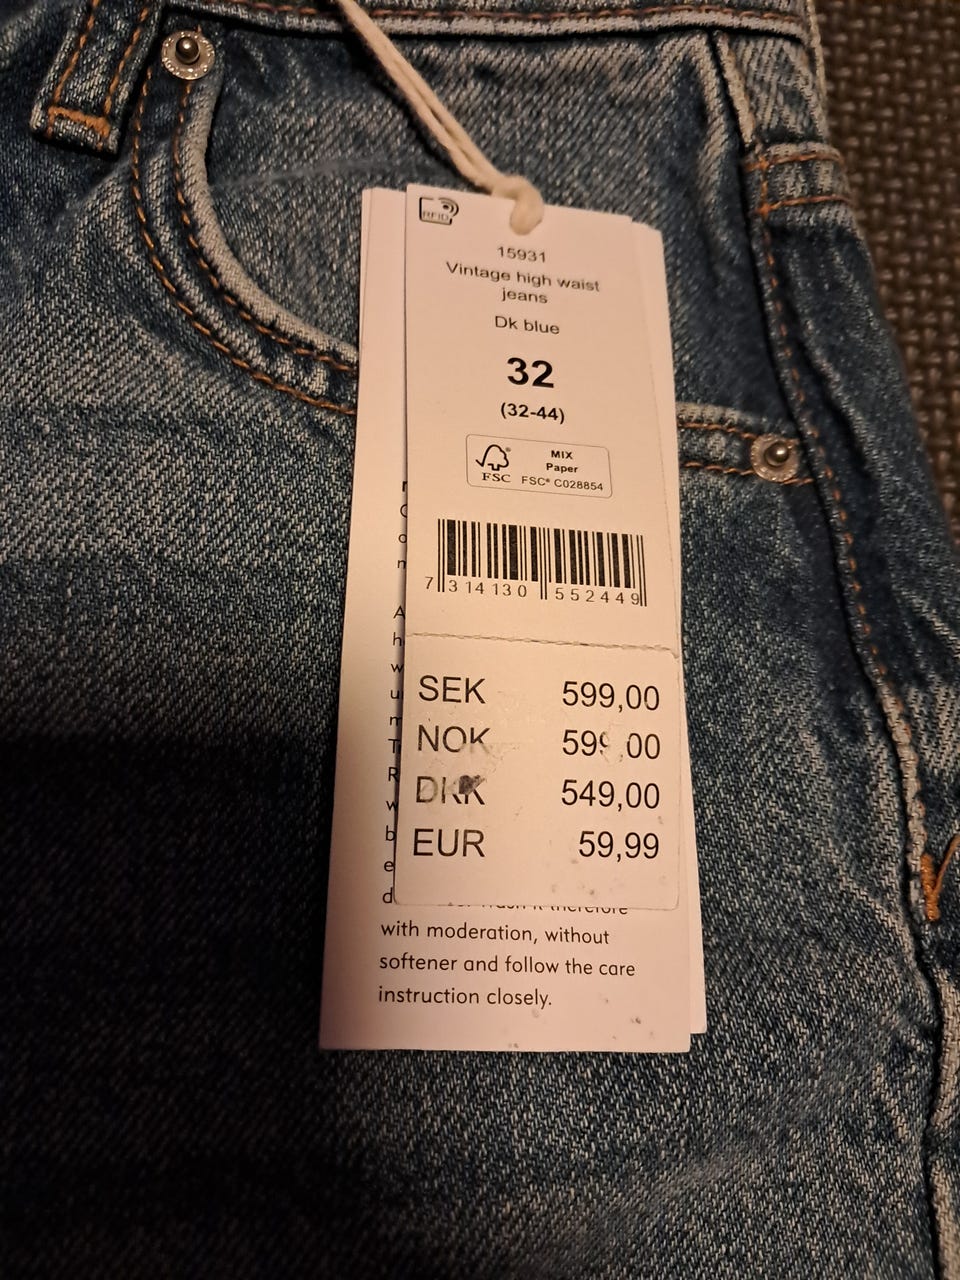 RFID
15931
Vintage high waist
jeans
Dk blue
32
(32-44)
FSC
MIX
Paper
FSC® C028854
7 314130 552449
SEK 599,00
NOK 599,00
DKK 549,00
EUR 59,99
with moderation, without
softener and follow the care
instruction closely.